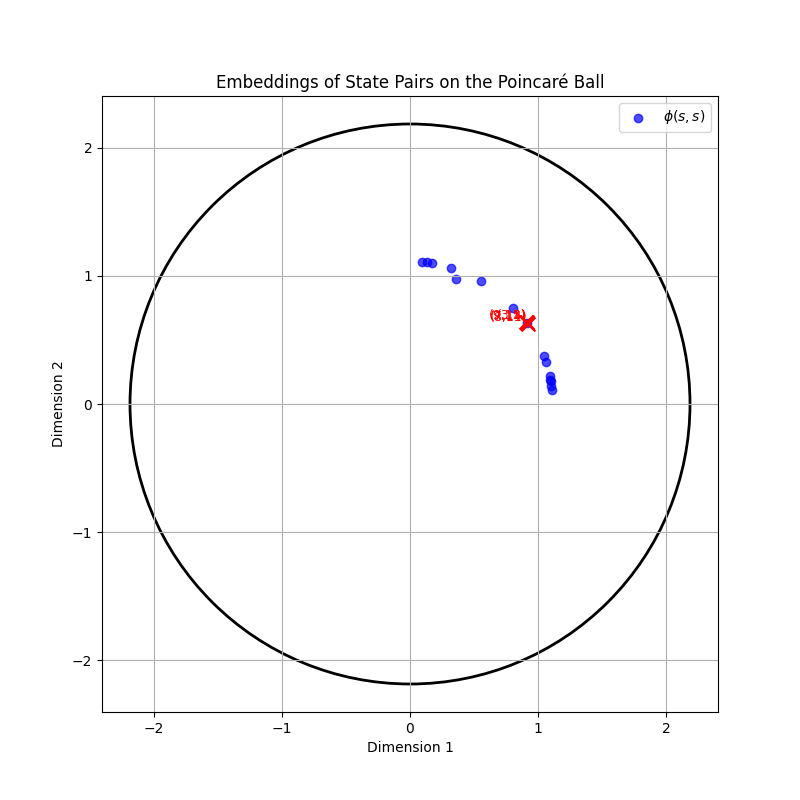 Embeddings of State Pairs on the Poincaré Ball
ϕ(s, s)
2
1
0
−1
−2
Dimension 2
−2
−1
0
1
2
Dimension 1